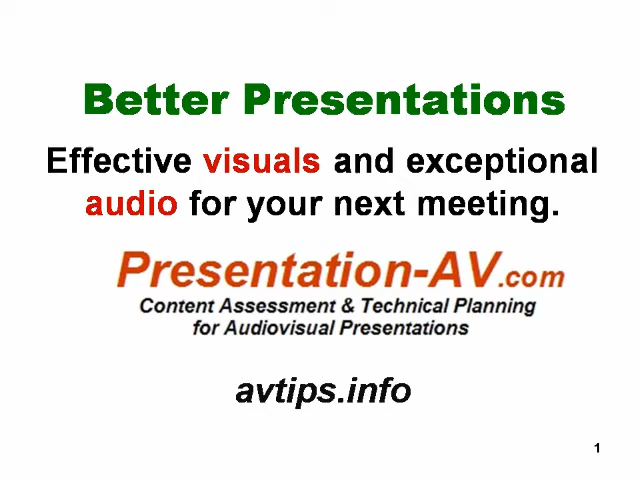 Better Presentations
Effective visuals and exceptional
audio for your next meeting.
Presentation-AV.com
Content Assessment & Technical Planning
for Audiovisual Presentations
avtips.info
1